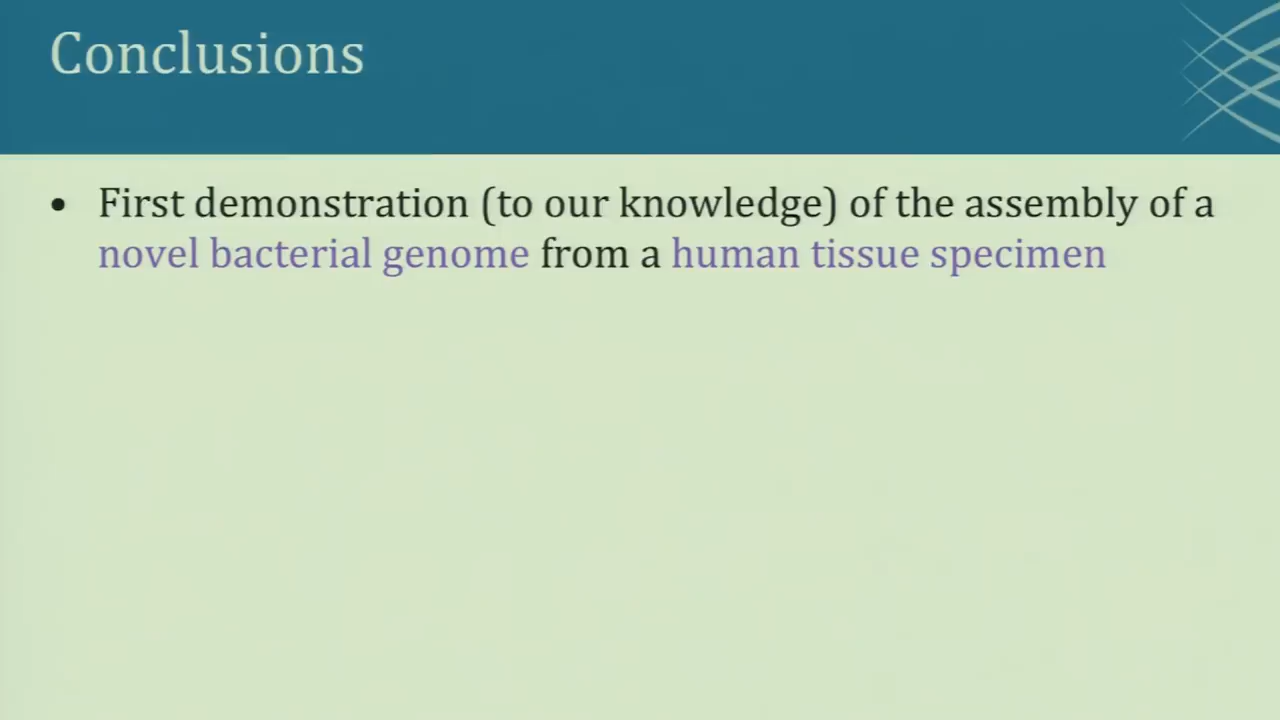 Conclusions
• First demonstration (to our knowledge) of the assembly of a
novel bacterial genome from a human tissue specimen